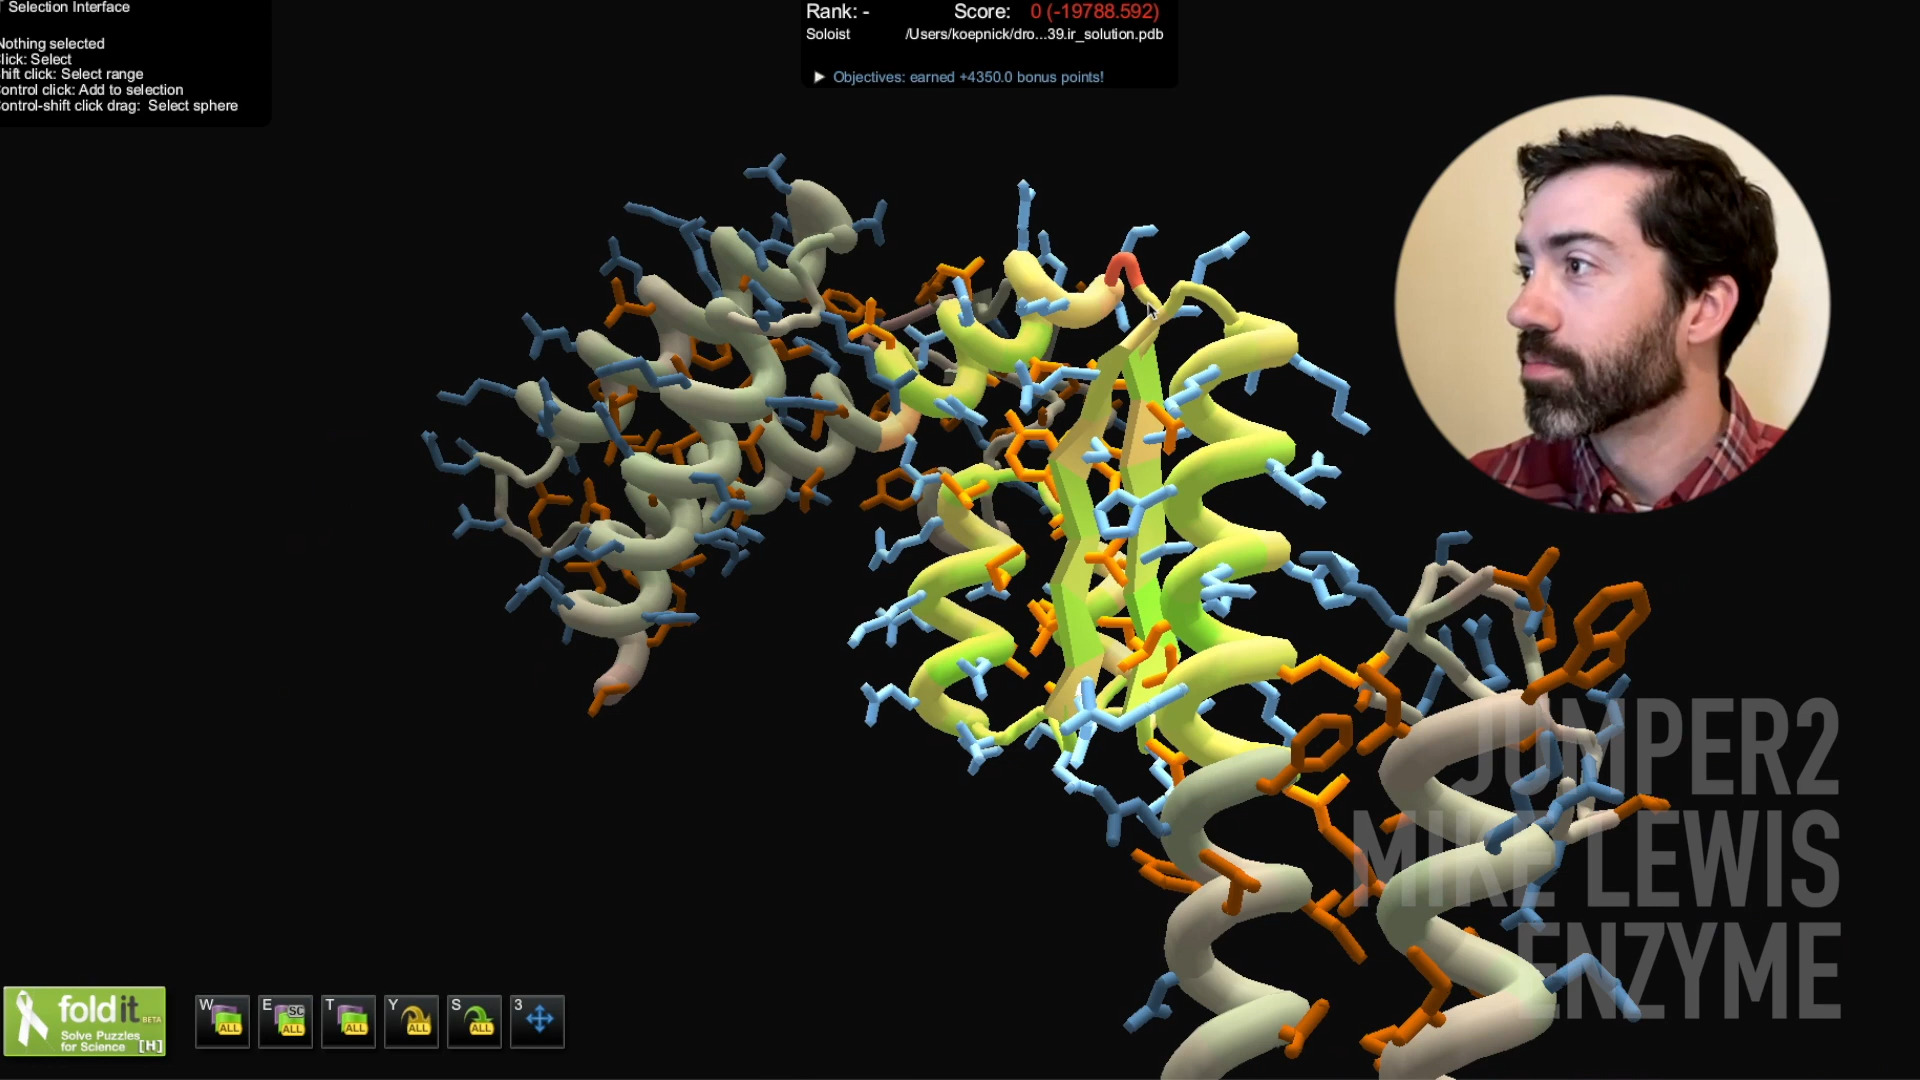 Selection Interface
Nothing selected
lick: Select
hift click: Select range
ontrol click: Add to selection
ontrol-shift click drag: Select sphere
Rank: - Score: 0 (-19788.592)
Soloist /Users/koepnick/dro...39.ir_solution.pdb
Objectives: earned +4350.0 bonus points!
JUMPER2
MIKE LEWIS
ENZYME
foldit BETA
Solve Puzzles
for Science [H]
W ALL
E SC ALL
T ALL
Y ALL
S ALL
3